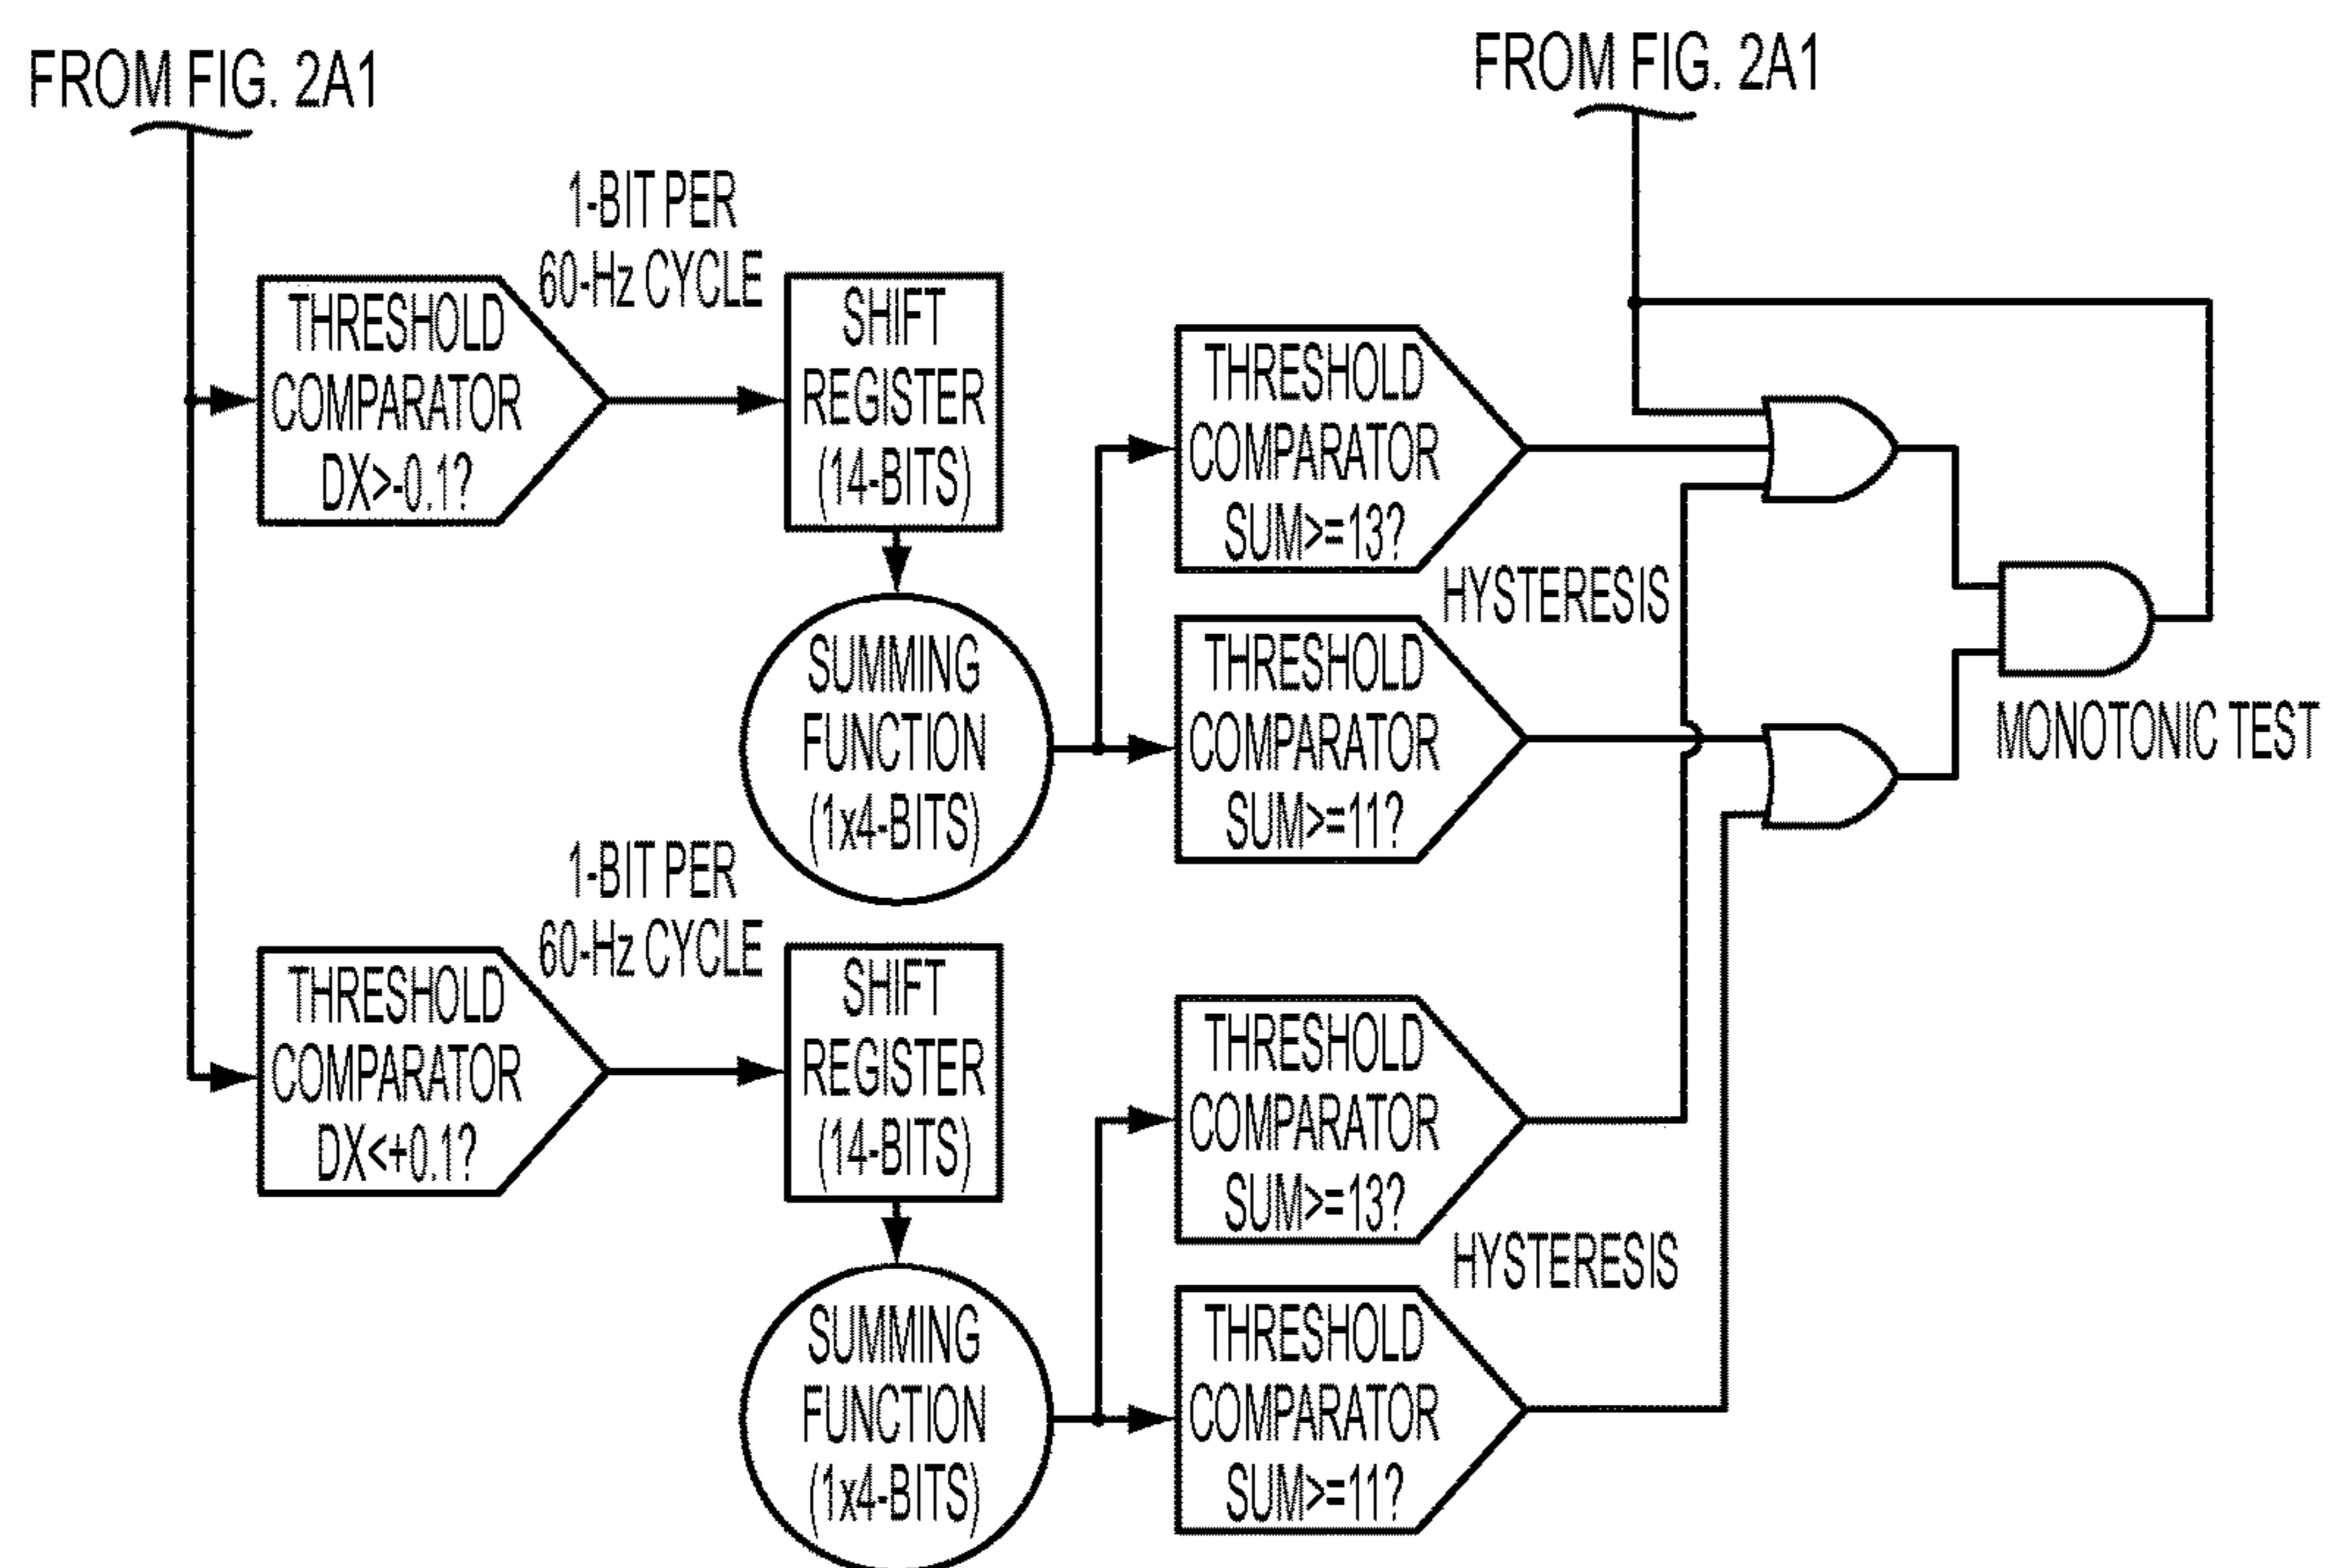 FROM FIG. 2A1
FROM FIG. 2A1
1-BIT PER
60-Hz CYCLE
THRESHOLD
COMPARATOR
DX>-0.1?
SHIFT
REGISTER
(14-BITS)
THRESHOLD
COMPARATOR
SUM>=13?
HYSTERESIS
SUMMING
FUNCTION
(1x4-BITS)
THRESHOLD
COMPARATOR
SUM>=11?
MONOTONIC TEST
1-BIT PER
60-Hz CYCLE
THRESHOLD
COMPARATOR
DX<+0.1?
SHIFT
REGISTER
(14-BITS)
THRESHOLD
COMPARATOR
SUM>=13?
HYSTERESIS
SUMMING
FUNCTION
(1x4-BITS)
THRESHOLD
COMPARATOR
SUM>=11?